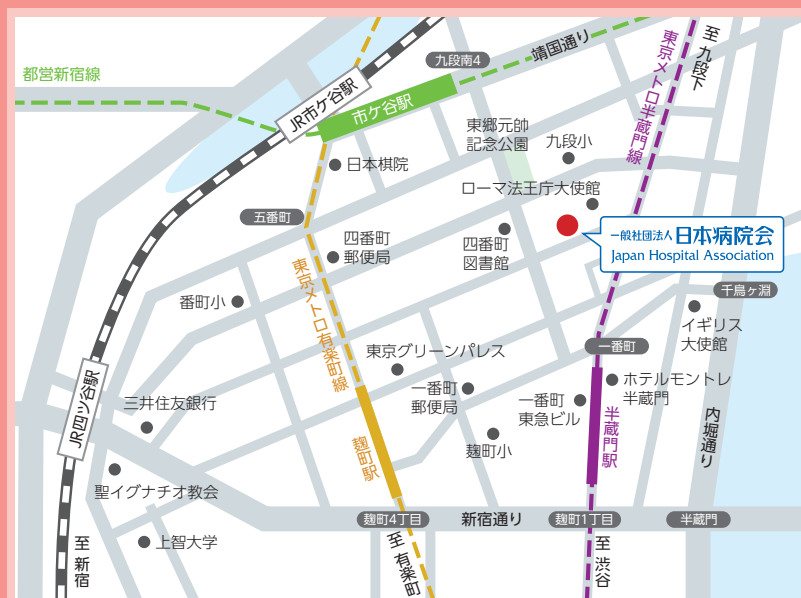 都営新宿線
九段南4
靖国通り
至 九段下
東京メトロ半蔵門線
JR市ケ谷駅
市ケ谷駅
東郷元帥
記念公園
九段小
日本棋院
ローマ法王庁大使館
五番町
四番町
郵便局
四番町
図書館
一般社団法人 日本病院会
Japan Hospital Association
東京メトロ有楽町線
番町小
千鳥ヶ淵
イギリス
大使館
東京グリーンパレス
一番町
一番町
郵便局
一番町
東急ビル
ホテルモントレ
半蔵門
JR四ツ谷駅
三井住友銀行
麹町小
半蔵門駅
内堀通り
麹町駅
聖イグナチオ教会
麹町4丁目
新宿通り
麹町1丁目
半蔵門
上智大学
至 新宿
至 有楽町
至 渋谷